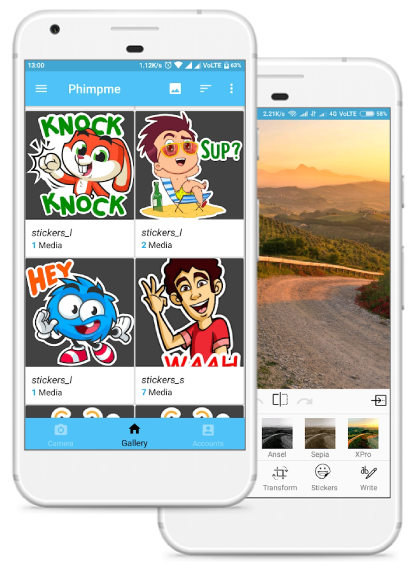 13:00
1.12K/s
VoLTE
63%
Phimpme
KNOCK
KNOCK
SUP?
stickers_l
1 Media
stickers_l
2 Media
HEY
WAAH
stickers_l
1 Media
stickers_s
7 Media
Camera
Gallery
Accounts
2.21K/s
4G VoLTE
58%
Ansel
Sepia
XPro
Transform
Stickers
Write